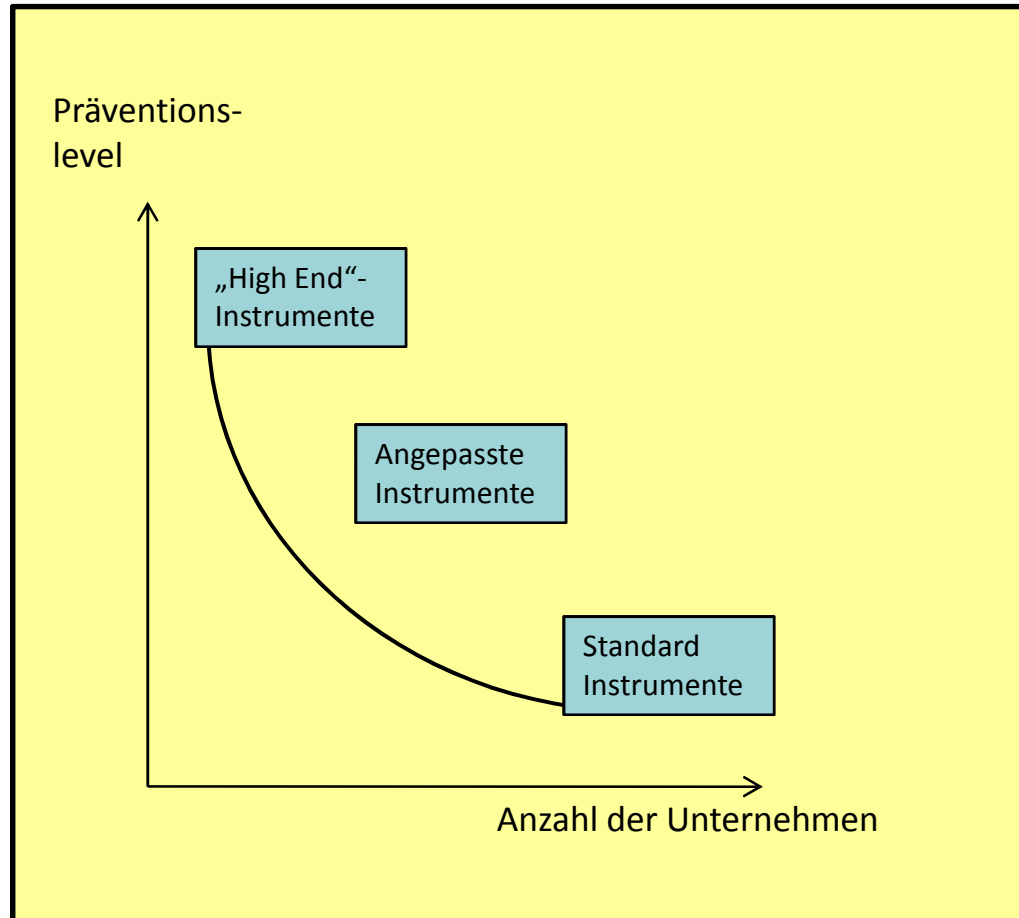 Präventions-
level
„High End“-
Instrumente
Angepasste
Instrumente
Standard
Instrumente
Anzahl der Unternehmen